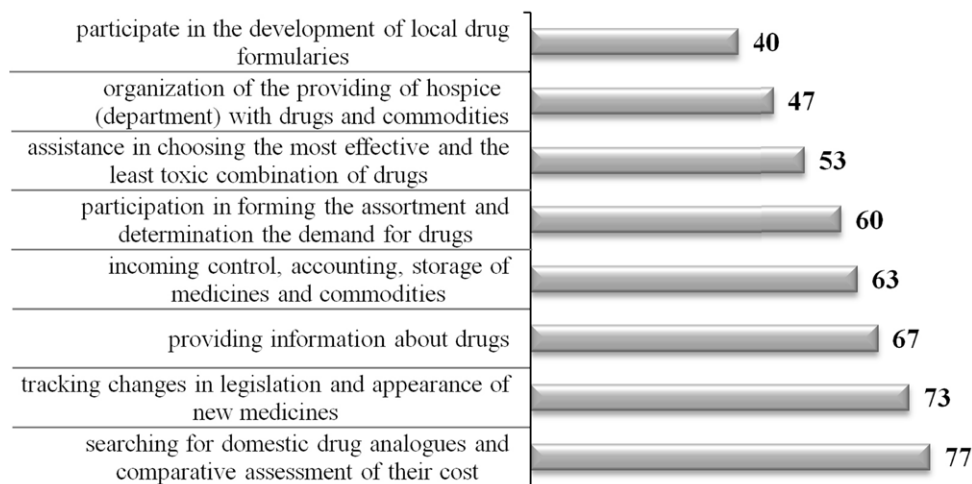 participate in the development of local drug
formularies
40
organization of the providing of hospice
(department) with drugs and commodities
47
assistance in choosing the most effective and the
least toxic combination of drugs
53
participation in forming the assortment and
determination the demand for drugs
60
incoming control, accounting, storage of
medicines and commodities
63
providing information about drugs
67
tracking changes in legislation and appearance of
new medicines
73
searching for domestic drug analogues and
comparative assessment of their cost
77